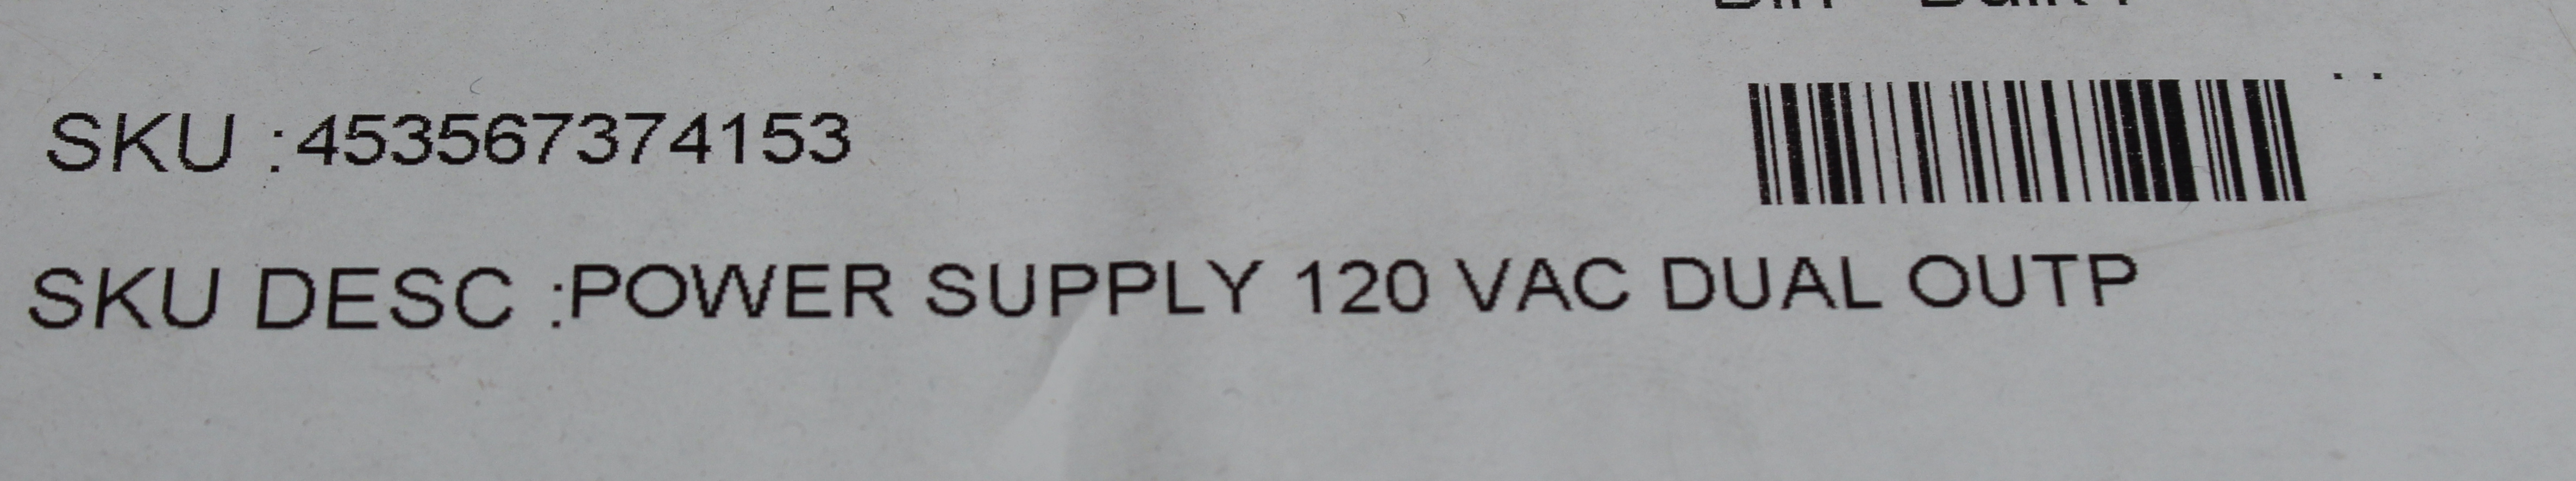 SKU :453567374153
SKU DESC :POWER SUPPLY 120 VAC DUAL OUTP